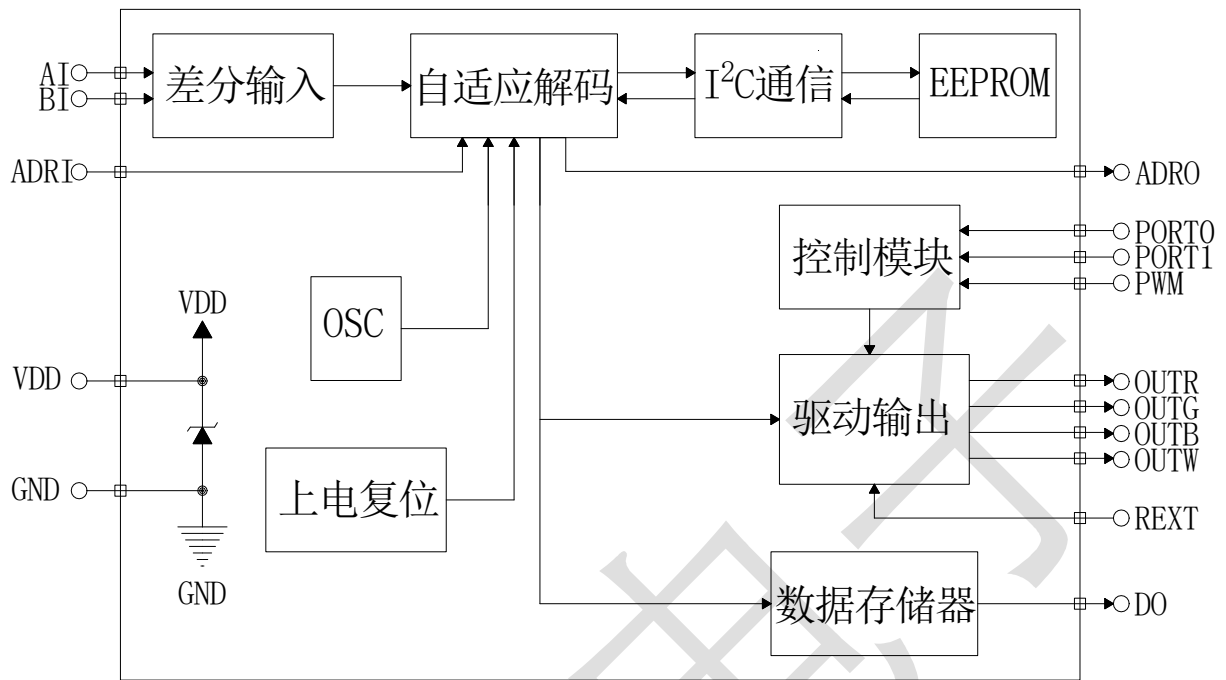 AI
BI
差分输入
自适应解码
I²C通信
EEPROM
ADRI
ADRO
控制模块
PORT0
PORT1
PWM
OSC
VDD
VDD
驱动输出
OUTR
OUTG
OUTB
OUTW
上电复位
GND
REXT
GND
数据存储器
DO